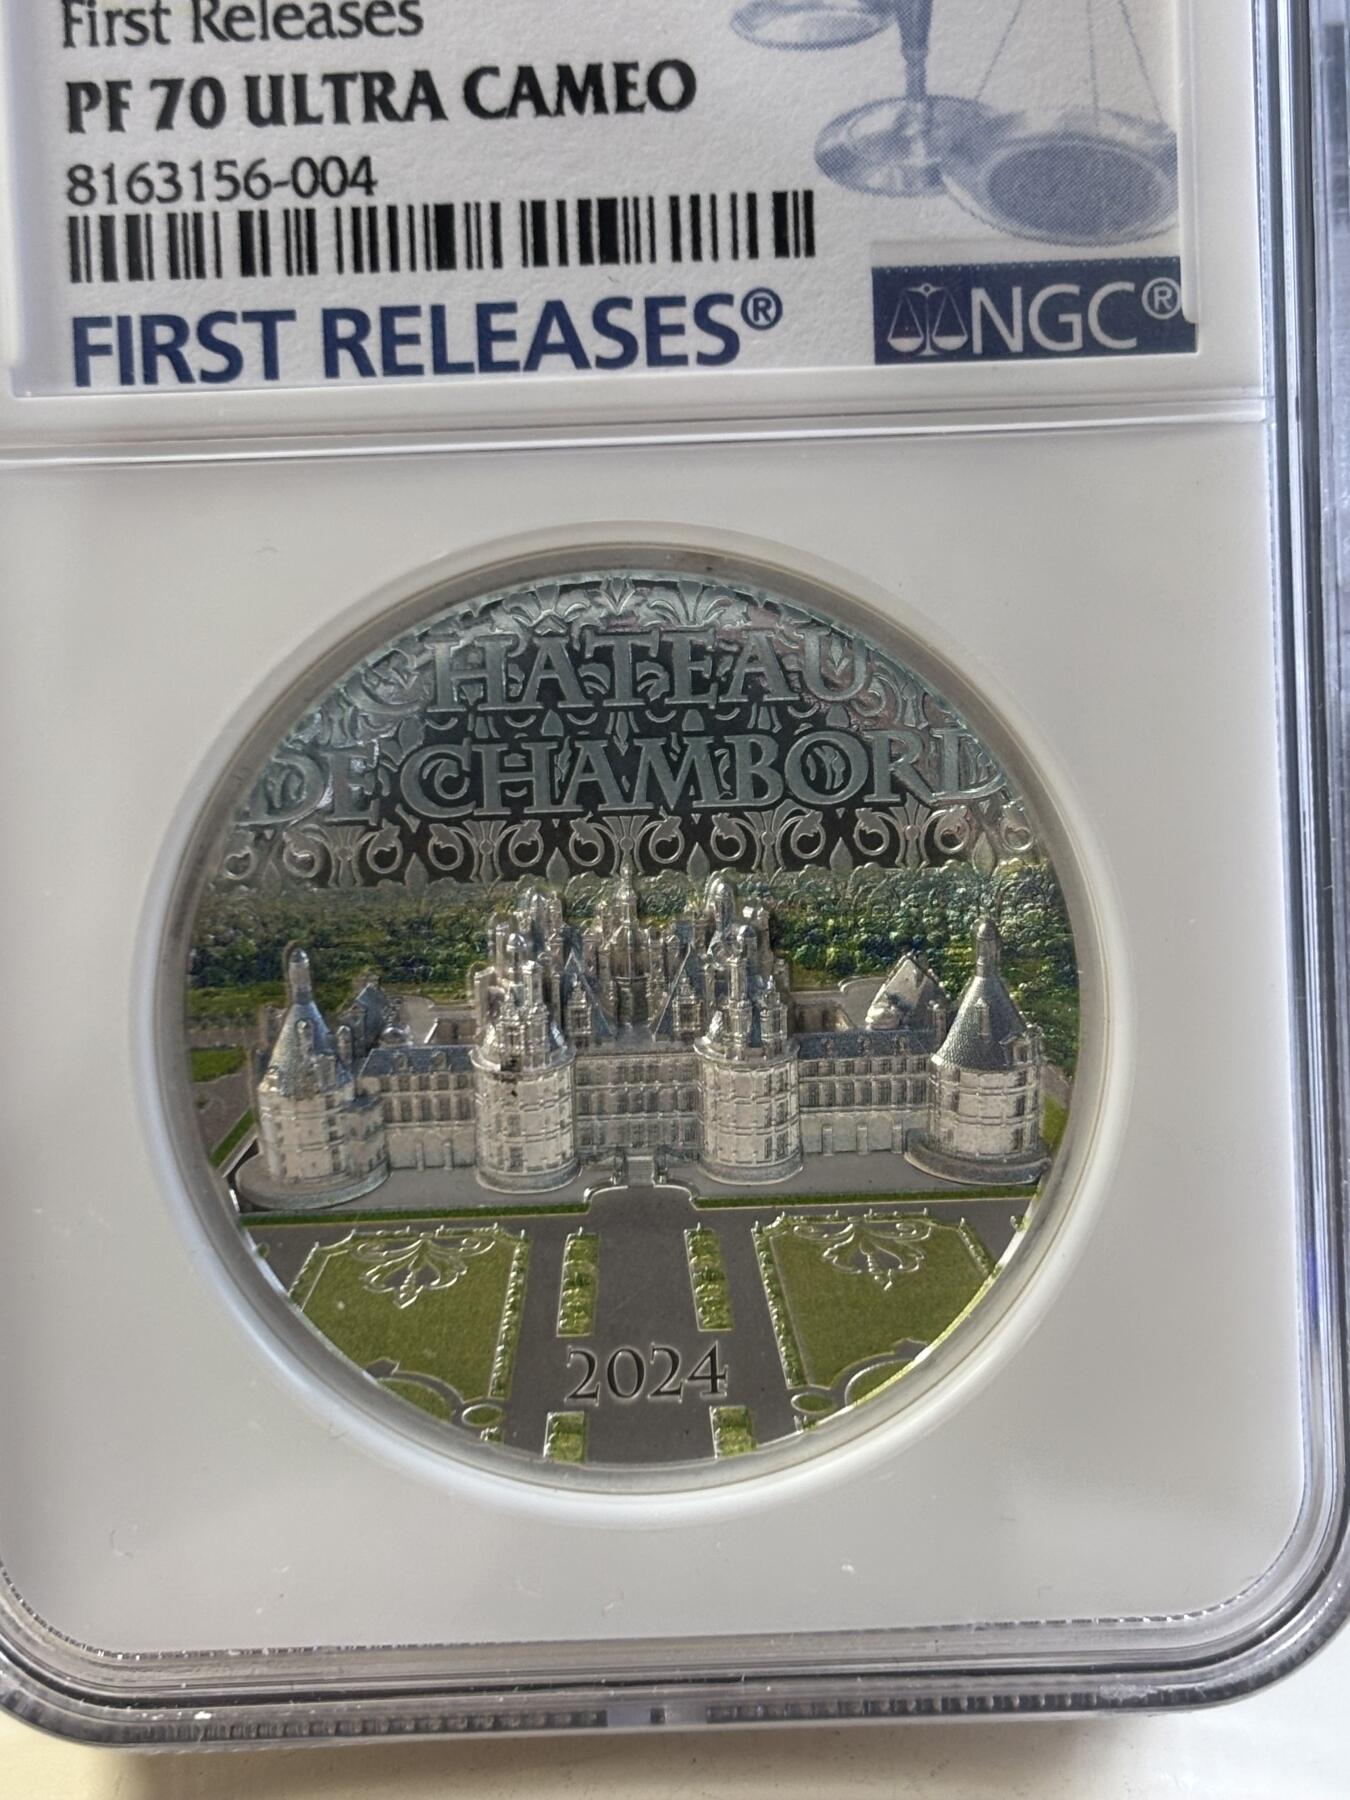 First Releases
PF 70 ULTRA CAMEO
8163156-004
FIRST RELEASES®
NGC®
CHATEAU
DE CHAMBORD
2024